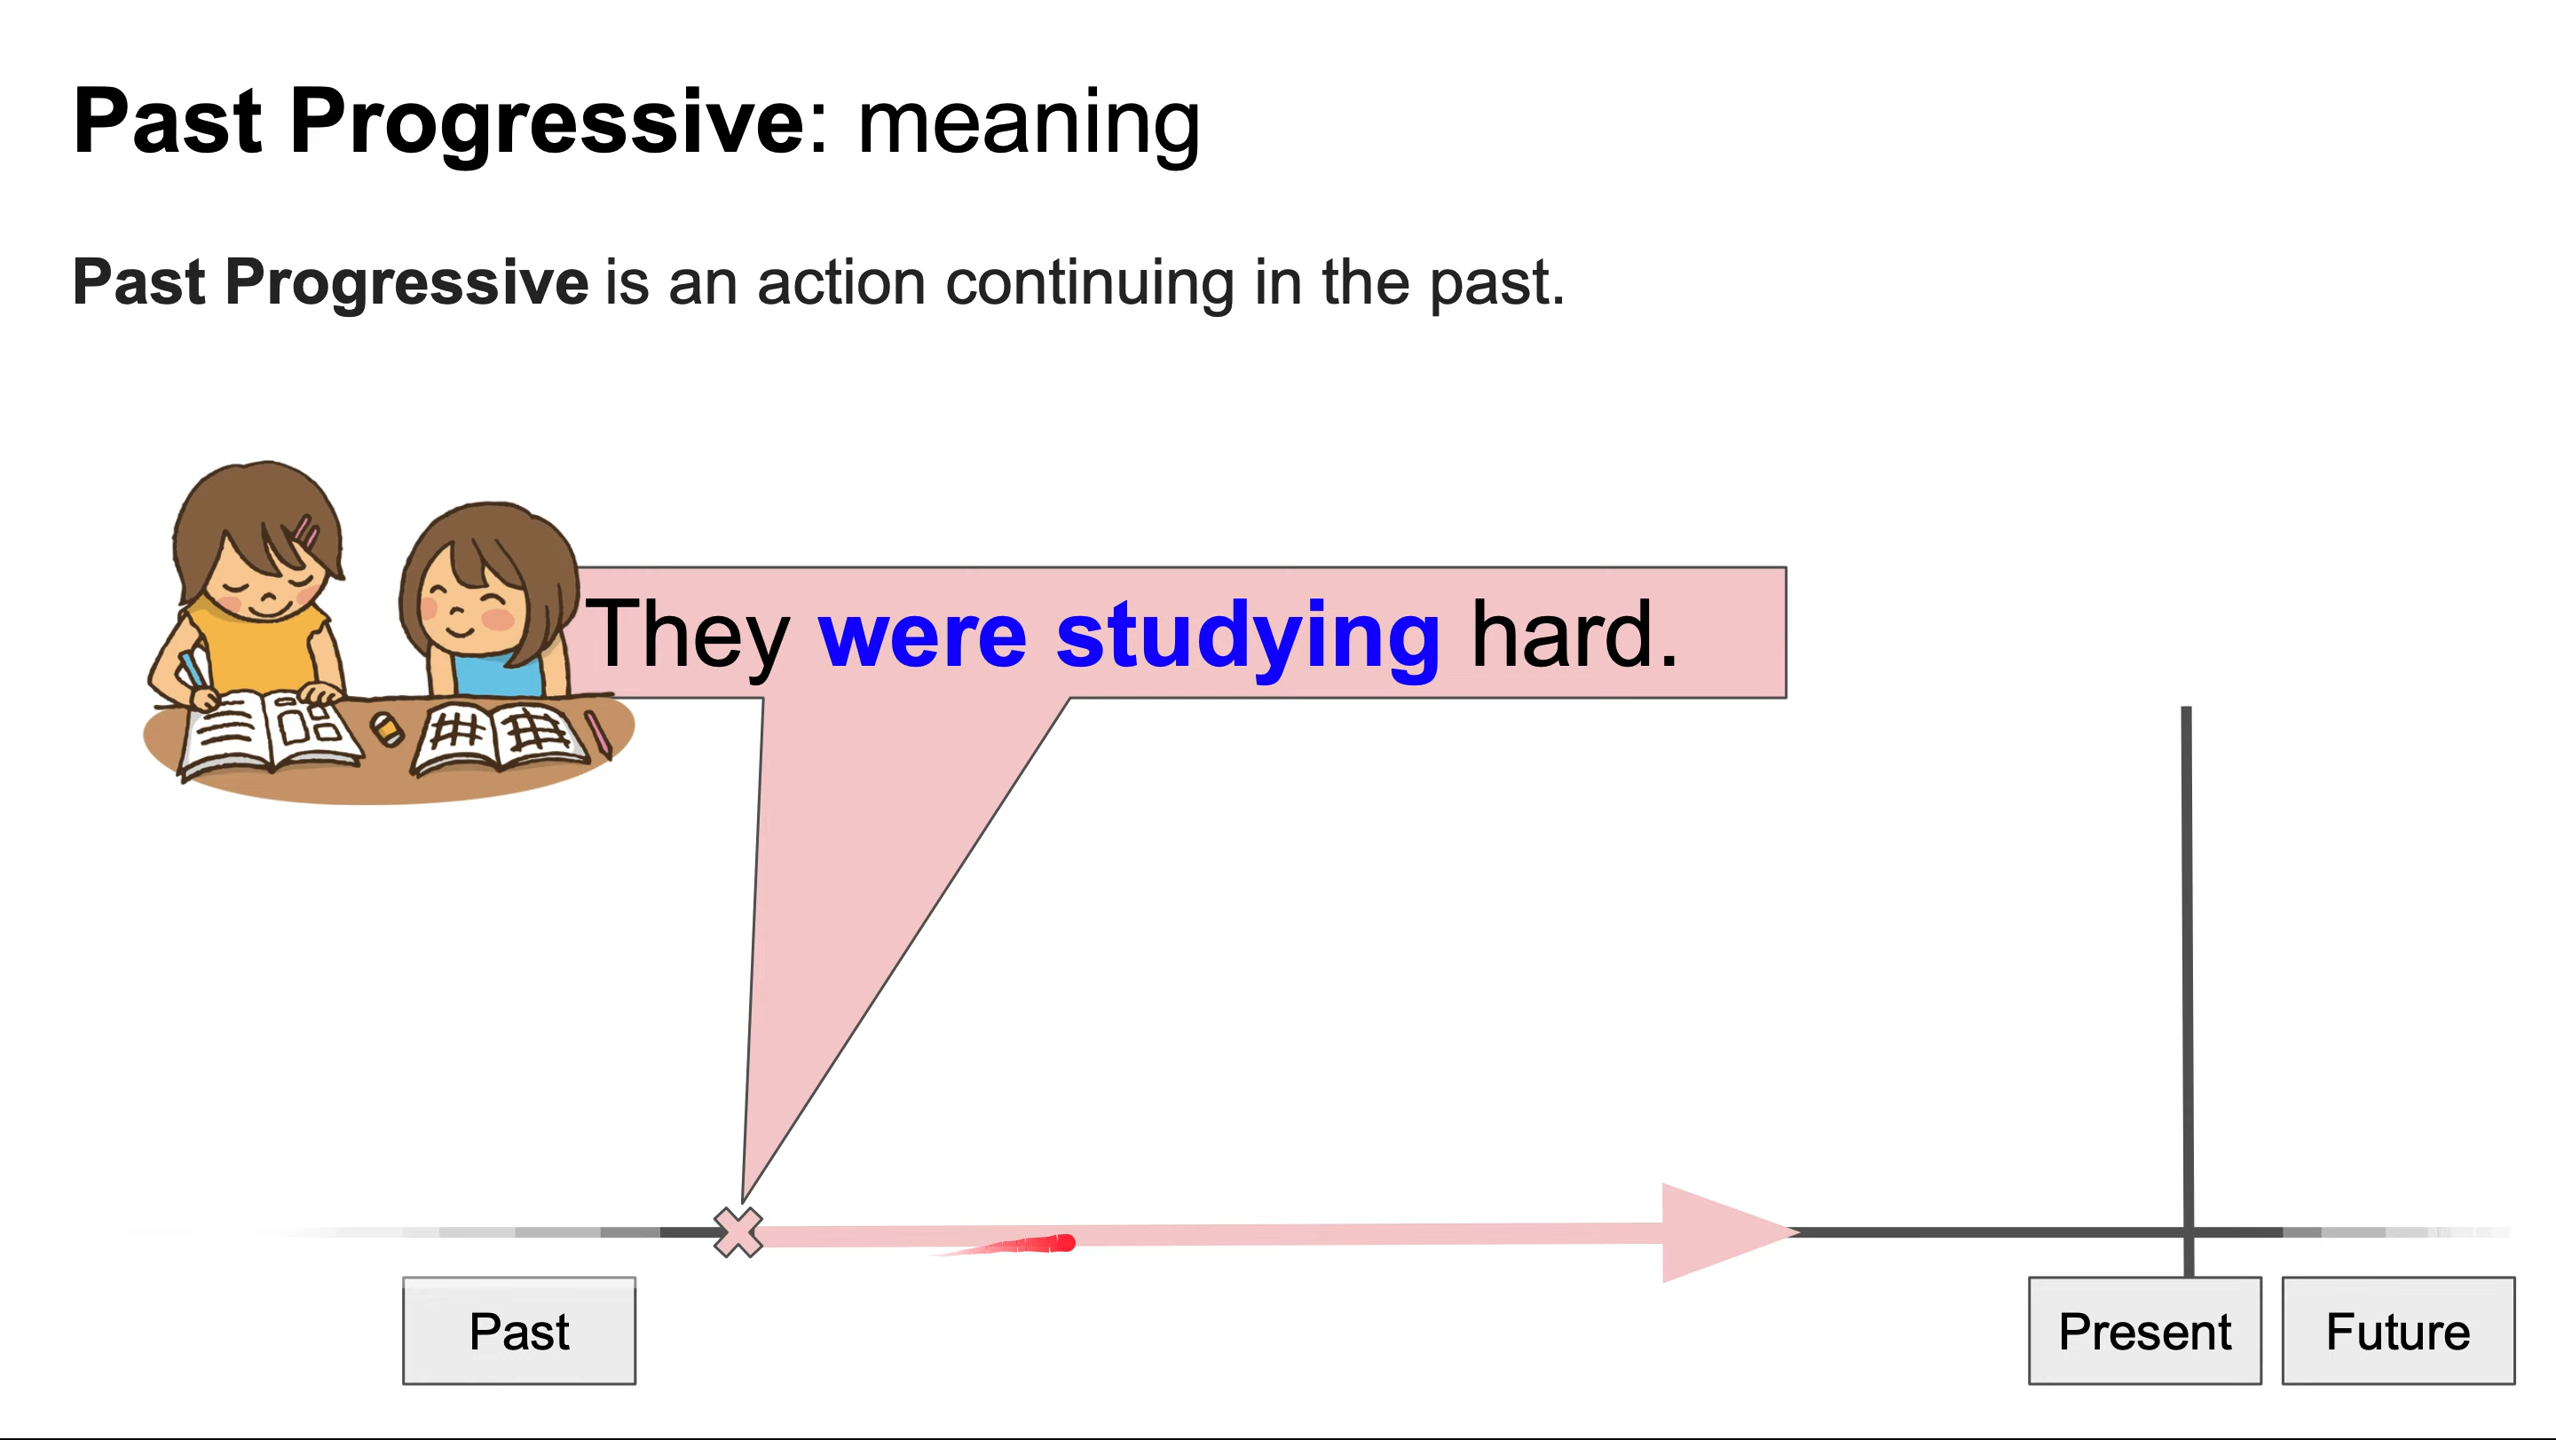 Past Progressive: meaning
Past Progressive is an action continuing in the past.
They were studying hard.
Past
Present
Future